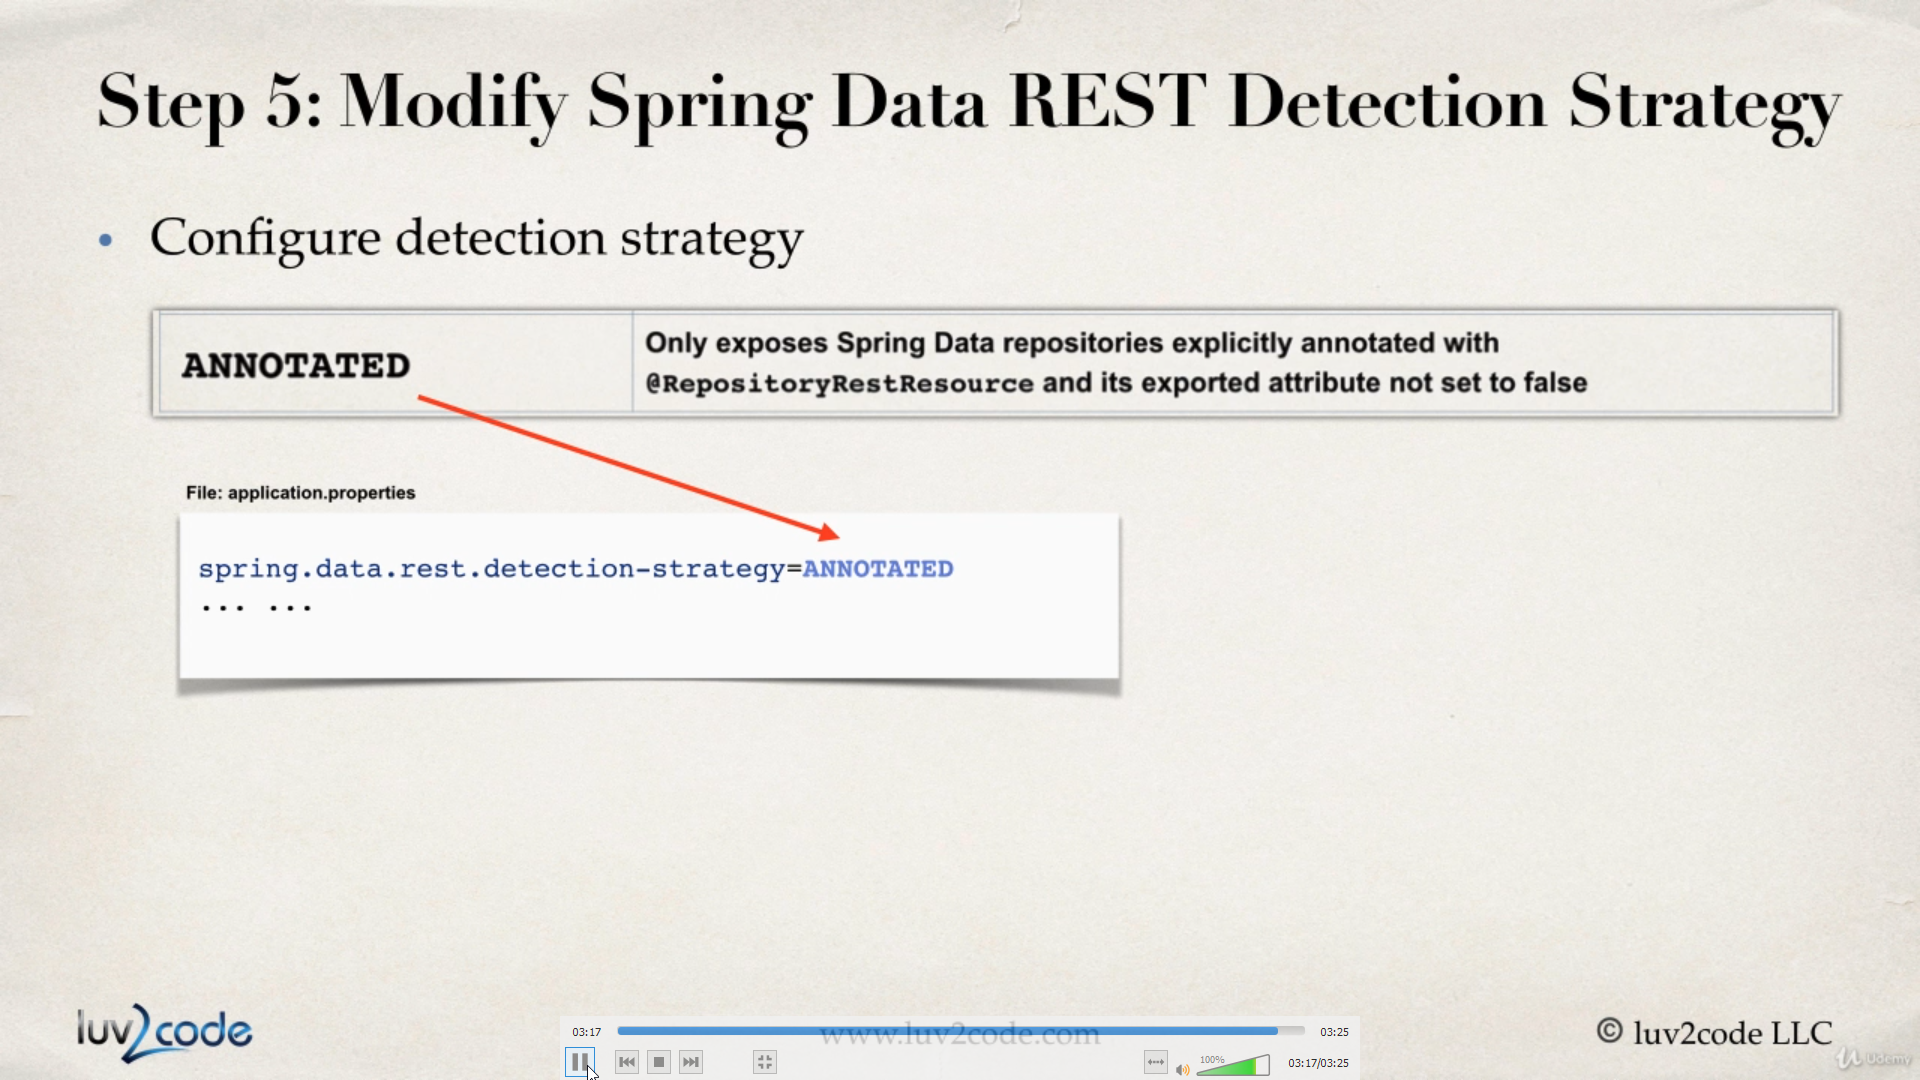 Step 5: Modify Spring Data REST Detection Strategy
• Configure detection strategy
ANNOTATED
Only exposes Spring Data repositories explicitly annotated with
@RepositoryRestResource and its exported attribute not set to false
File: application.properties
spring.data.rest.detection-strategy=ANNOTATED
... ...
luv2code
www.luv2code.com
© luv2code LLC
Udemy
03:17
03:25
100%
03:17/03:25